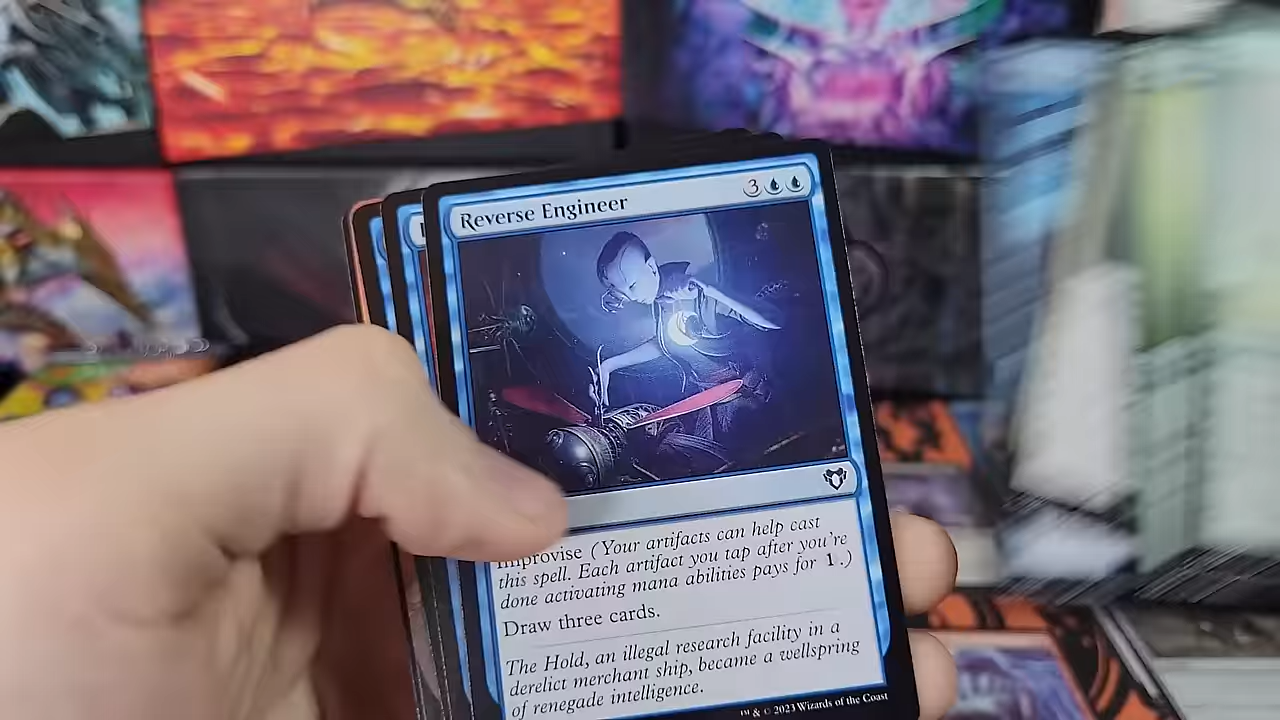 Reverse Engineer
3
Improvise (Your artifacts can help cast
this spell. Each artifact you tap after you're
done activating mana abilities pays for 1.)
Draw three cards.
The Hold, an illegal research facility in a
derelict merchant ship, became a wellspring
of renegade intelligence.
™ & © 2023 Wizards of the Coast